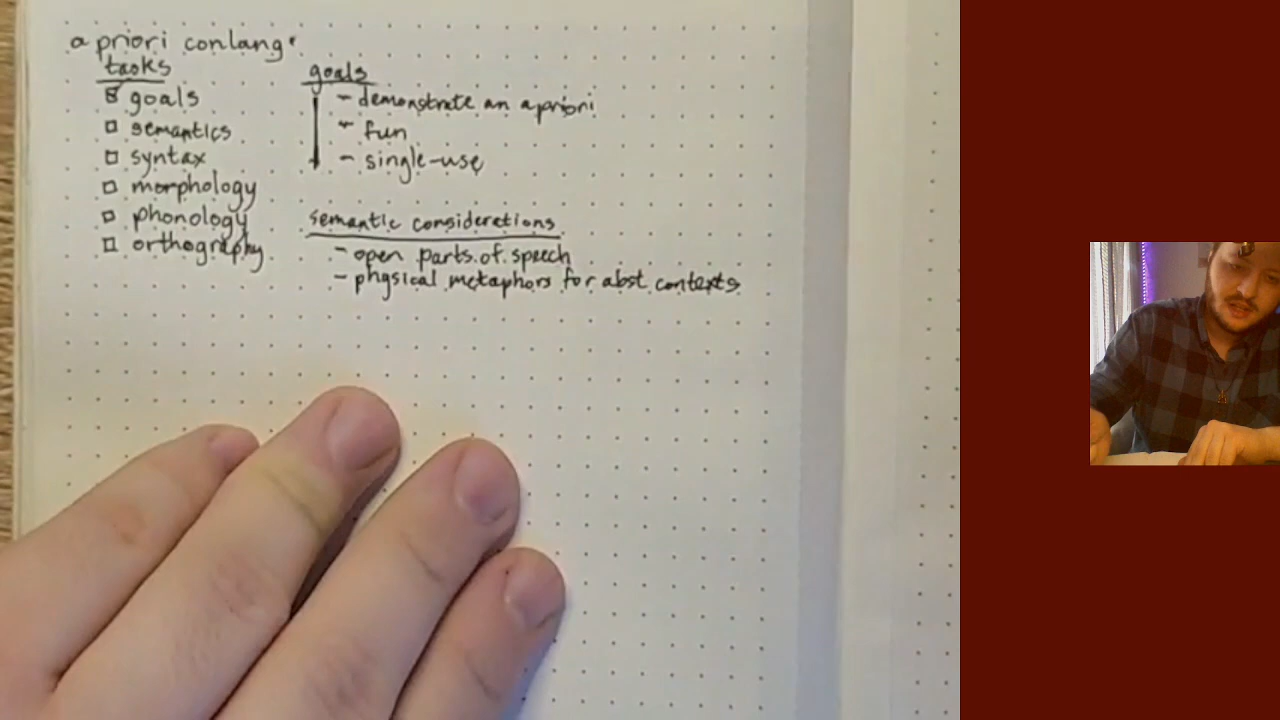 a priori conlang
tasks
goals
semantics
syntax
morphology
phonology
orthography
goals
- demonstrate an a priori
- fun
- single-use
semantic considerations
- open parts of speech
- physical metaphors for abst contexts